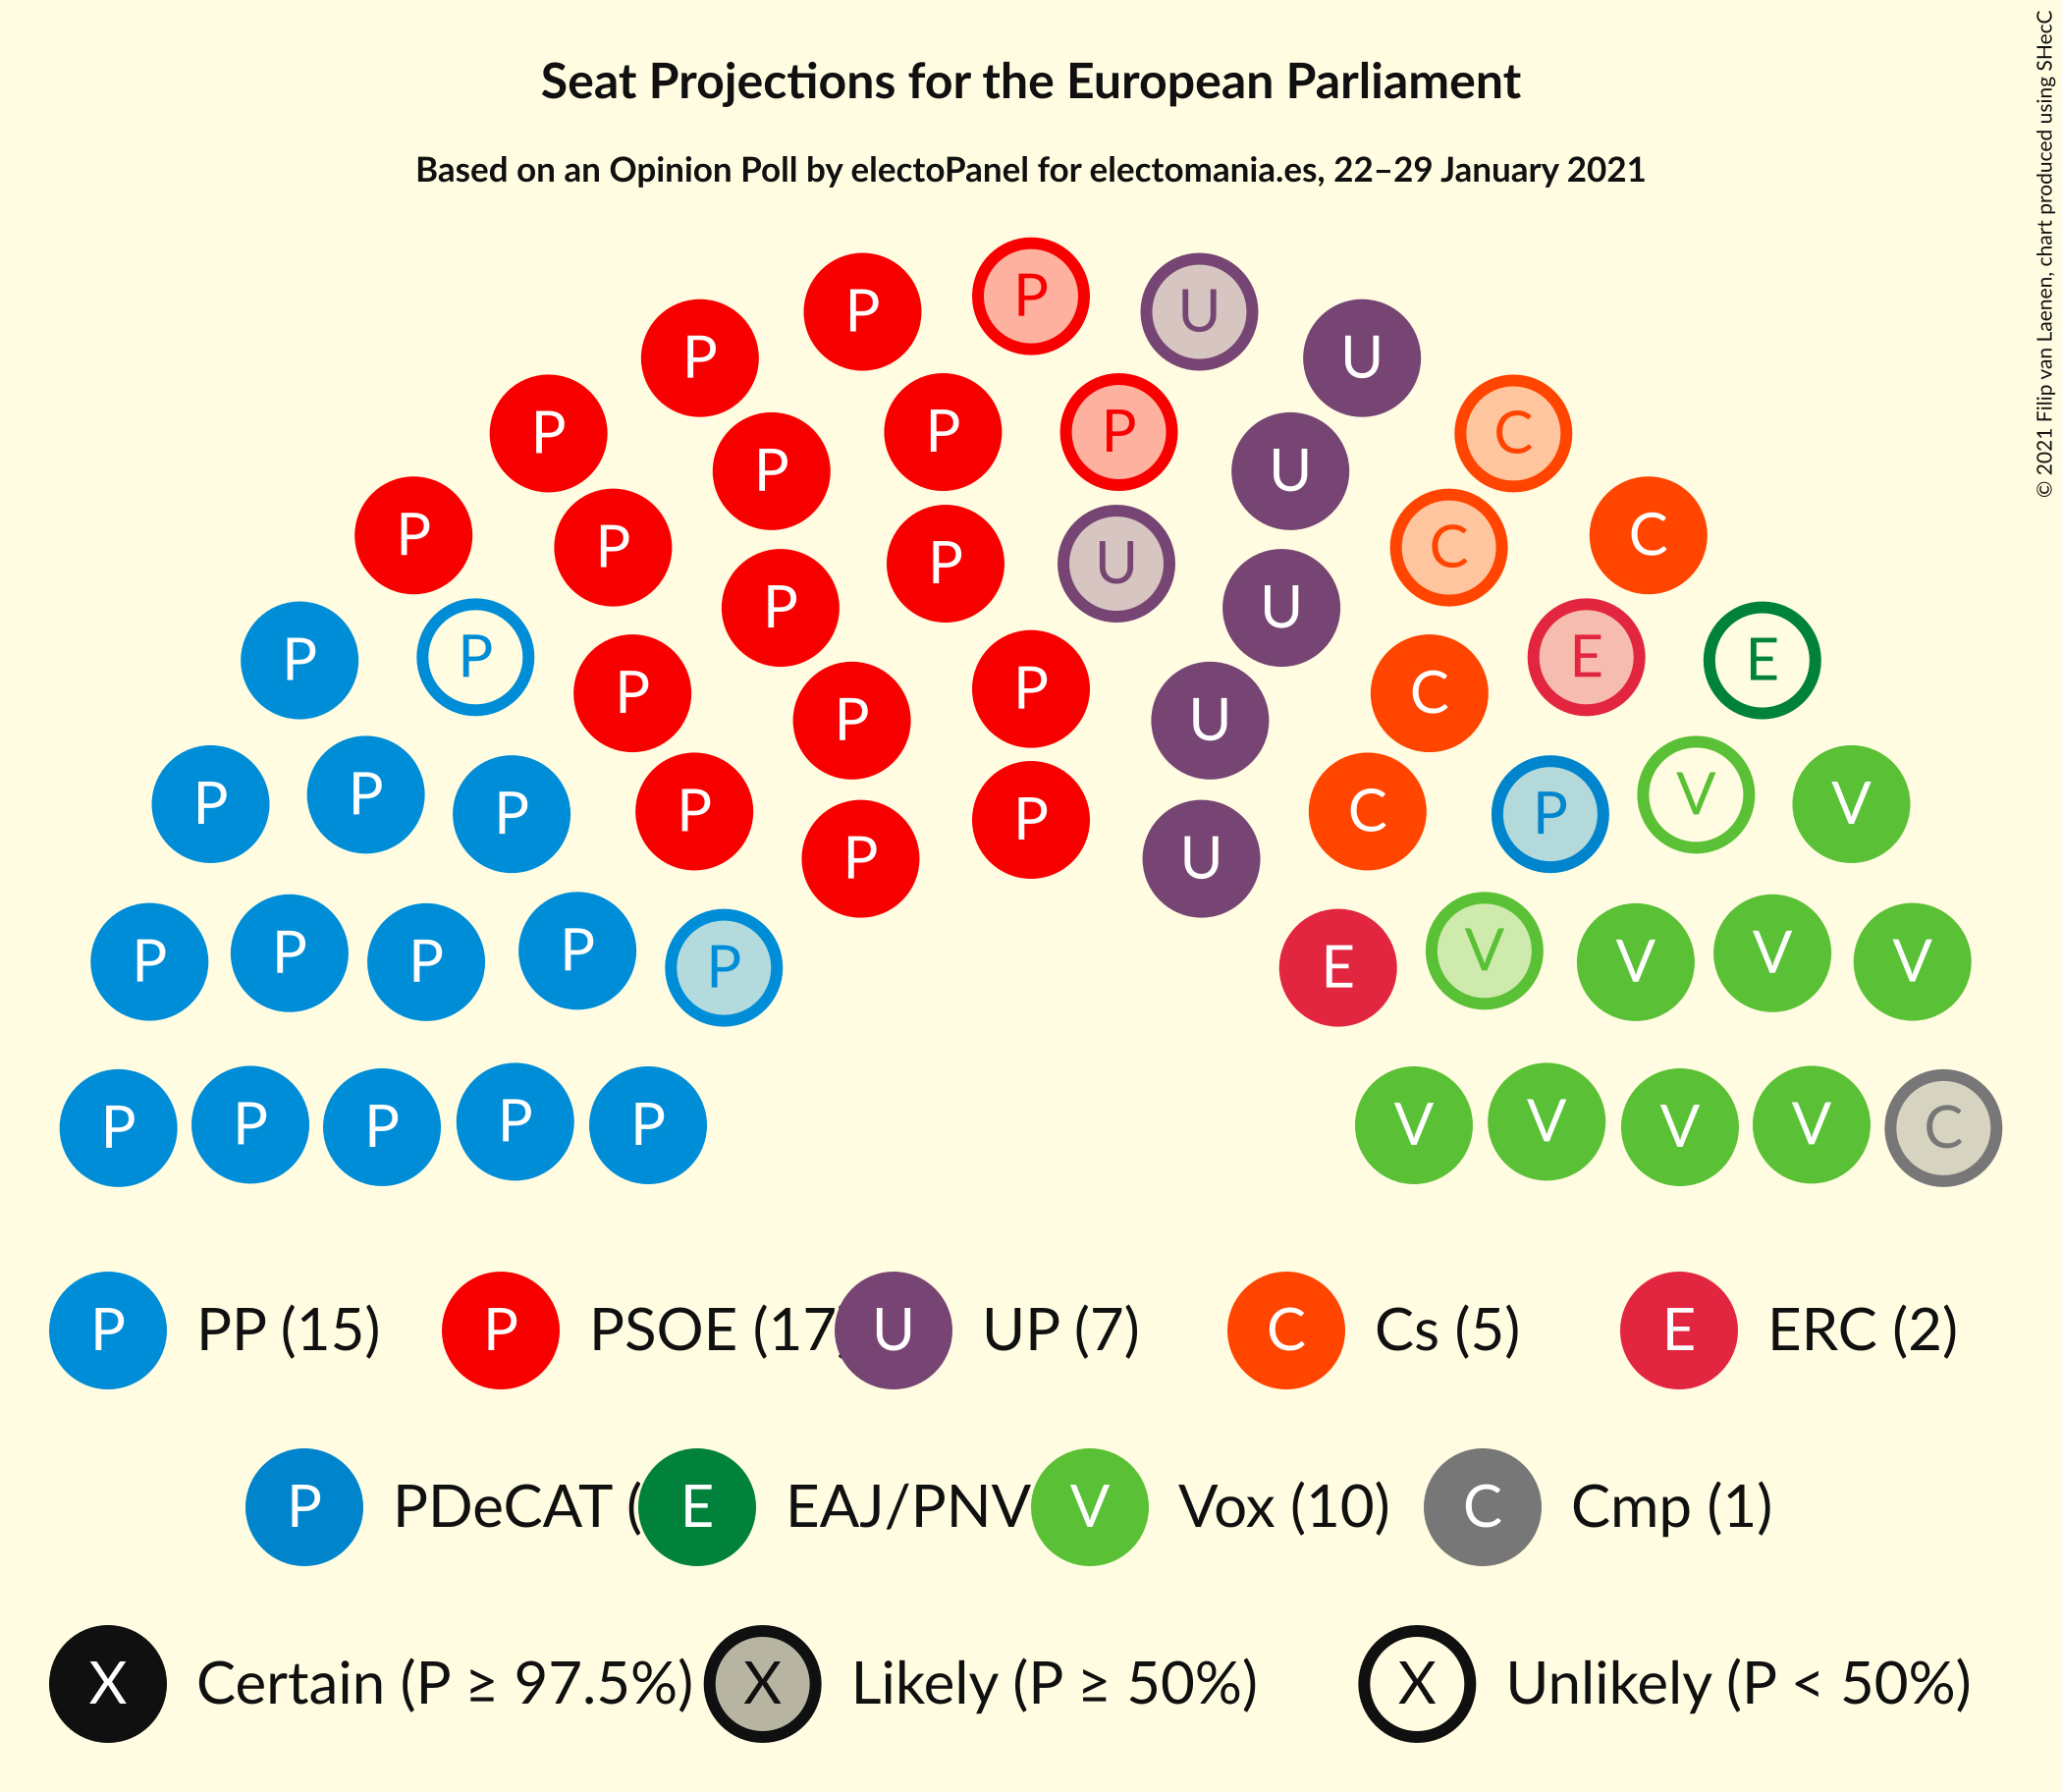 Seat Projections for the European Parliament
Based on an Opinion Poll by electoPanel for electomania.es, 22–29 January 2021
© 2021 Filip van Laenen, chart produced using SHecC
P P P U U
P P P P U C
P P P P U C C
P P P P U U C E E
P P P U C
P P P P P P C P V V
P P U
P P P P P E V V V V
P P P P P V V V V C
P PP (15) P PSOE (17 U UP (7) C Cs (5) E ERC (2)
P PDeCAT ( E EAJ/PNV V Vox (10) C Cmp (1)
X Certain (P ≥ 97.5%) X Likely (P ≥ 50%) X Unlikely (P < 50%)